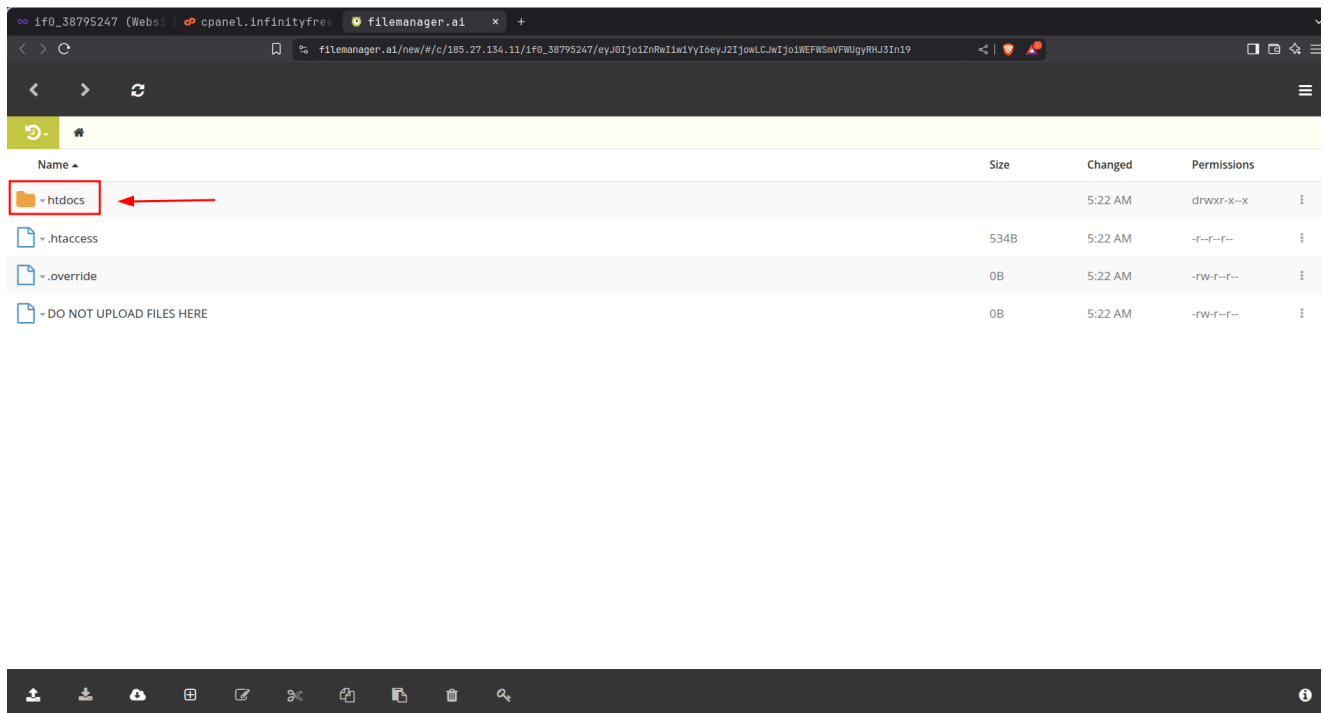 if0_38795247 (Websi cpanel.infinityfree filemanager.ai × +
filemanager.ai/new/#/c/185.27.134.11/if0_38795247/
Name Size Changed Permissions
htdocs 5:22 AM drwxr-x--x
.htaccess 534B 5:22 AM -r--r--r--
.override 0B 5:22 AM -rw-r--r--
DO NOT UPLOAD FILES HERE 0B 5:22 AM -rw-r--r--